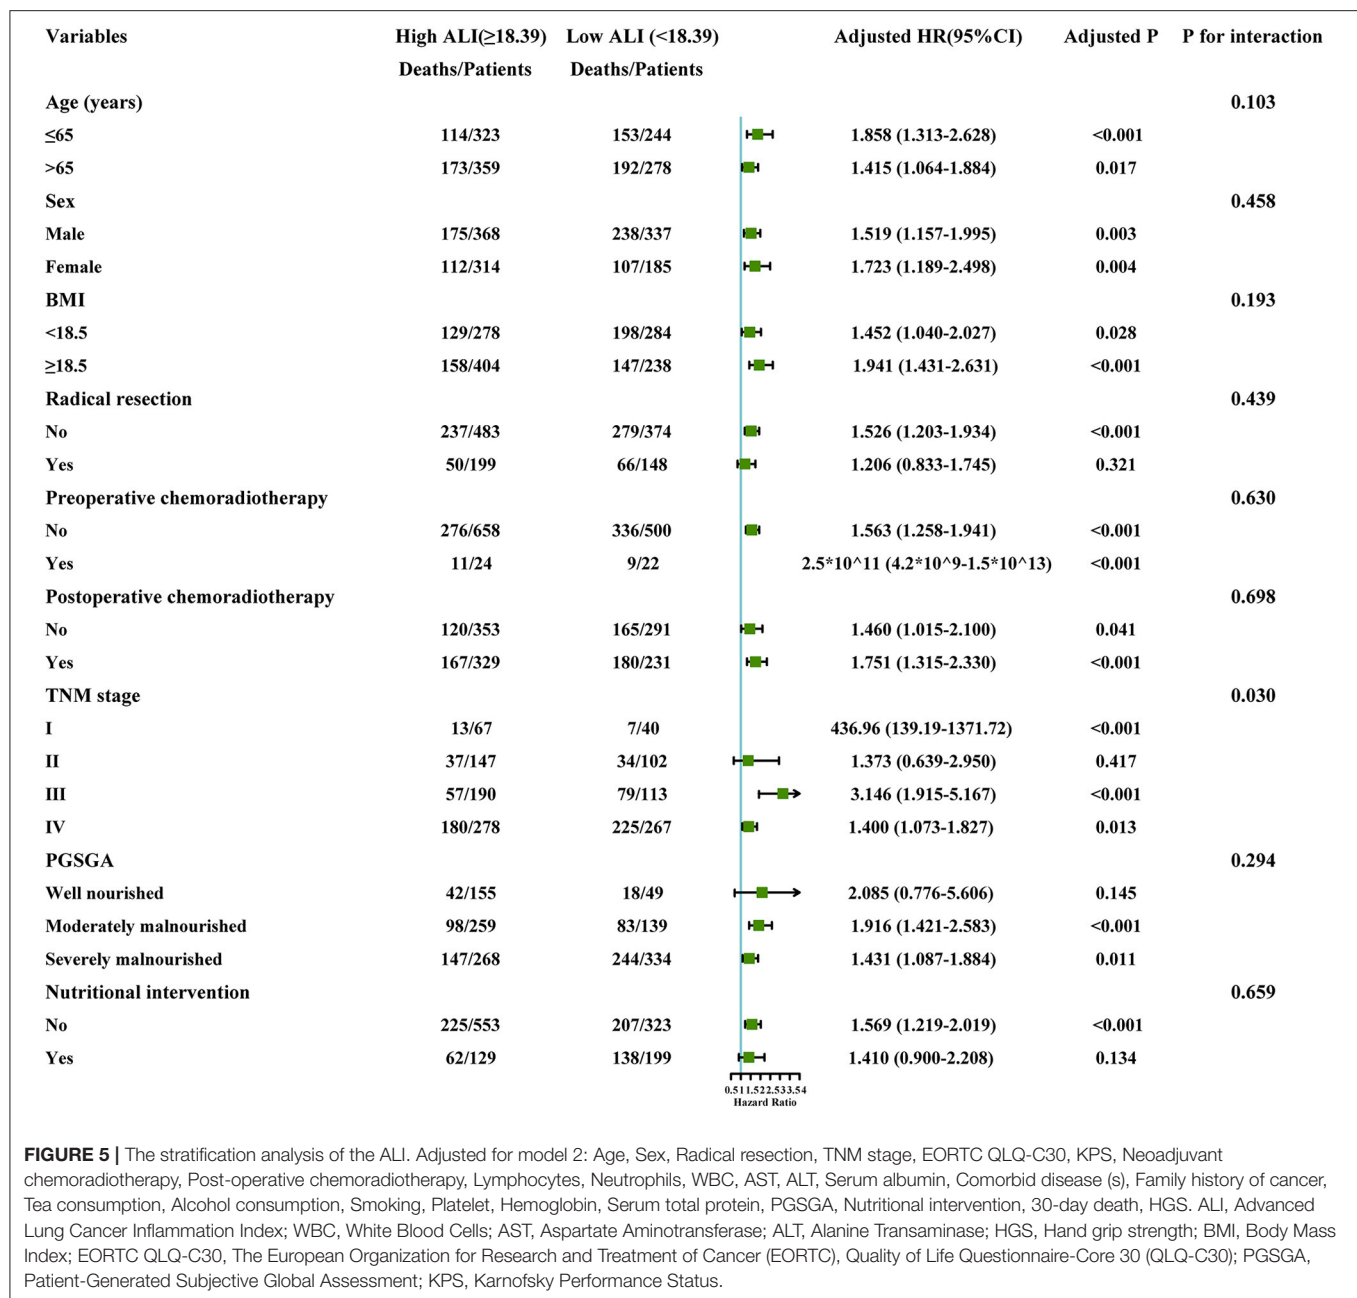 Variables High ALI(≥18.39) Low ALI (<18.39) Adjusted HR(95%CI) Adjusted P P for interaction
Deaths/Patients Deaths/Patients
Age (years) 0.103
≤65 114/323 153/244 1.858 (1.313-2.628) <0.001
>65 173/359 192/278 1.415 (1.064-1.884) 0.017
Sex 0.458
Male 175/368 238/337 1.519 (1.157-1.995) 0.003
Female 112/314 107/185 1.723 (1.189-2.498) 0.004
BMI 0.193
<18.5 129/278 198/284 1.452 (1.040-2.027) 0.028
≥18.5 158/404 147/238 1.941 (1.431-2.631) <0.001
Radical resection 0.439
No 237/483 279/374 1.526 (1.203-1.934) <0.001
Yes 50/199 66/148 1.206 (0.833-1.745) 0.321
Preoperative chemoradiotherapy 0.630
No 276/658 336/500 1.563 (1.258-1.941) <0.001
Yes 11/24 9/22 2.5*10^11 (4.2*10^9-1.5*10^13) <0.001
Postoperative chemoradiotherapy 0.698
No 120/353 165/291 1.460 (1.015-2.100) 0.041
Yes 167/329 180/231 1.751 (1.315-2.330) <0.001
TNM stage 0.030
I 13/67 7/40 436.96 (139.19-1371.72) <0.001
II 37/147 34/102 1.373 (0.639-2.950) 0.417
III 57/190 79/113 3.146 (1.915-5.167) <0.001
IV 180/278 225/267 1.400 (1.073-1.827) 0.013
PGSGA 0.294
Well nourished 42/155 18/49 2.085 (0.776-5.606) 0.145
Moderately malnourished 98/259 83/139 1.916 (1.421-2.583) <0.001
Severely malnourished 147/268 244/334 1.431 (1.087-1.884) 0.011
Nutritional intervention 0.659
No 225/553 207/323 1.569 (1.219-2.019) <0.001
Yes 62/129 138/199 1.410 (0.900-2.208) 0.134
0.51 1.52 2.53 3.54
Hazard Ratio
FIGURE 5 | The stratification analysis of the ALI. Adjusted for model 2: Age, Sex, Radical resection, TNM stage, EORTC QLQ-C30, KPS, Neoadjuvant
chemoradiotherapy, Post-operative chemoradiotherapy, Lymphocytes, Neutrophils, WBC, AST, ALT, Serum albumin, Comorbid disease (s), Family history of cancer,
Tea consumption, Alcohol consumption, Smoking, Platelet, Hemoglobin, Serum total protein, PGSGA, Nutritional intervention, 30-day death, HGS. ALI, Advanced
Lung Cancer Inflammation Index; WBC, White Blood Cells; AST, Aspartate Aminotransferase; ALT, Alanine Transaminase; HGS, Hand grip strength; BMI, Body Mass
Index; EORTC QLQ-C30, The European Organization for Research and Treatment of Cancer (EORTC), Quality of Life Questionnaire-Core 30 (QLQ-C30); PGSGA,
Patient-Generated Subjective Global Assessment; KPS, Karnofsky Performance Status.